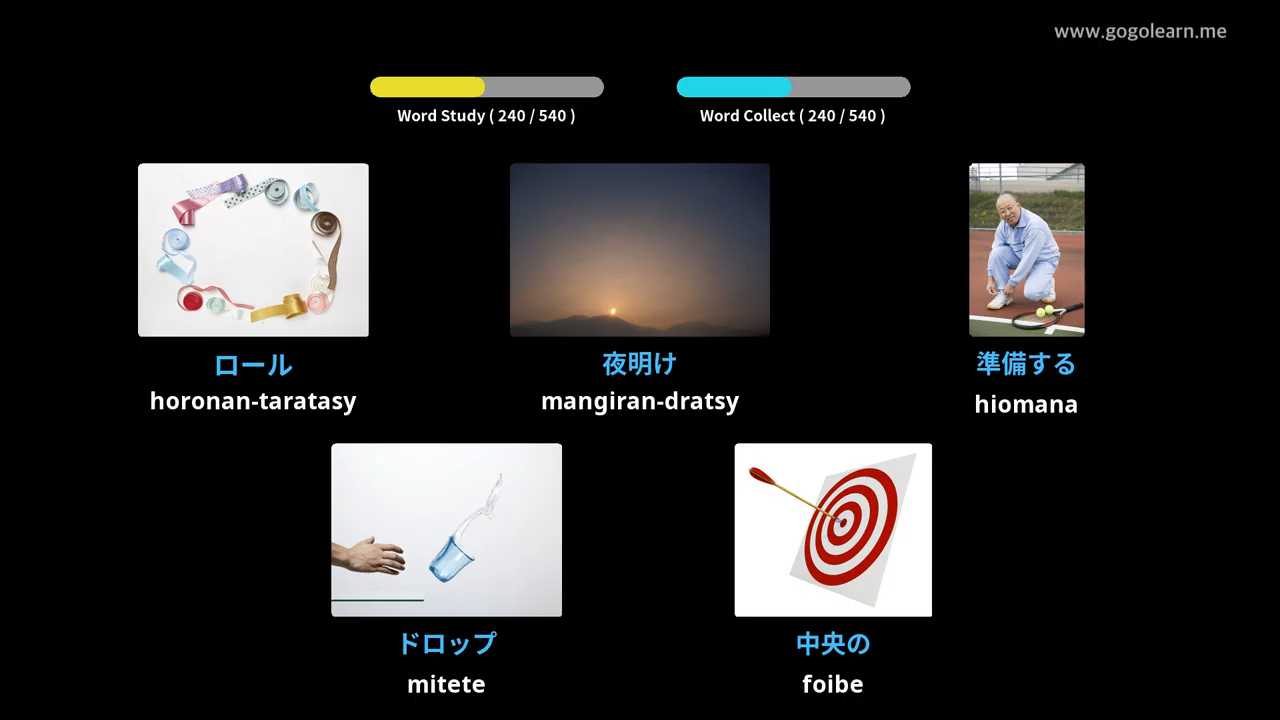 www.gogolearn.me
Word Study ( 240 / 540 )
Word Collect ( 240 / 540 )
ロール
horonan-taratasy
夜明け
mangiran-dratsy
準備する
hiomana
ドロップ
mitete
中央の
foibe